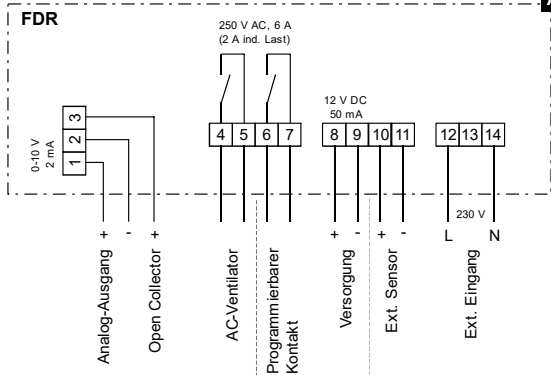 FDR
250 V AC, 6 A
(2 A ind. Last)
12 V DC
50 mA
0-10 V
2 mA
3
2
1
4 5 6 7
8 9 10 11
12 13 14
230 V
+ - +
+ - + -
L N
Analog-Ausgang
Open Collector
AC-Ventilator
Programmierbarer
Kontakt
Versorgung
Ext. Sensor
Ext. Eingang